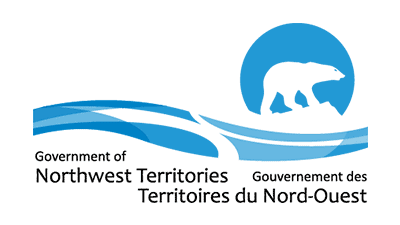 Government of
Northwest Territories
Gouvernement des
Territoires du Nord-Ouest